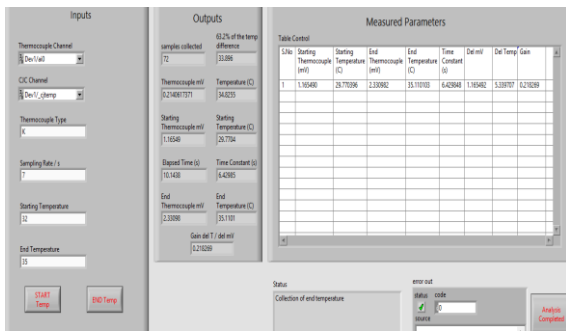 Inputs
Thermocouple Channel
Dev1/ai0
CJC Channel
Dev1/_cjtemp
Thermocouple Type
K
Sampling Rate / s
7
Starting Temperature
32
End Temperature
35
START
Temp
END Temp
Outputs
samples collected
72
63.2% of the temp
difference
33.896
Thermocouple mV
0.2140617371
Temperature (C)
34.8255
Starting
Thermocouple mV
1.16549
Starting
Temperature (C)
29.7704
Elapsed Time (s)
10.1438
Time Constant (s)
6.42985
End
Thermocouple mV
2.33098
End
Temperature (C)
35.1101
Gain del T / del mV
0.218269
Measured Parameters
Table Control
S.No Starting Thermocouple (mV) Starting Temperature (C) End Thermocouple (mV) End Temperature (C) Time Constant (s) Del mV Del Temp Gain
1 1.165490 29.770396 2.330982 35.110103 6.429848 1.165492 5.339707 0.218269
Status
Collection of end temperature
error out
status code
0
source
Analysis
Completed